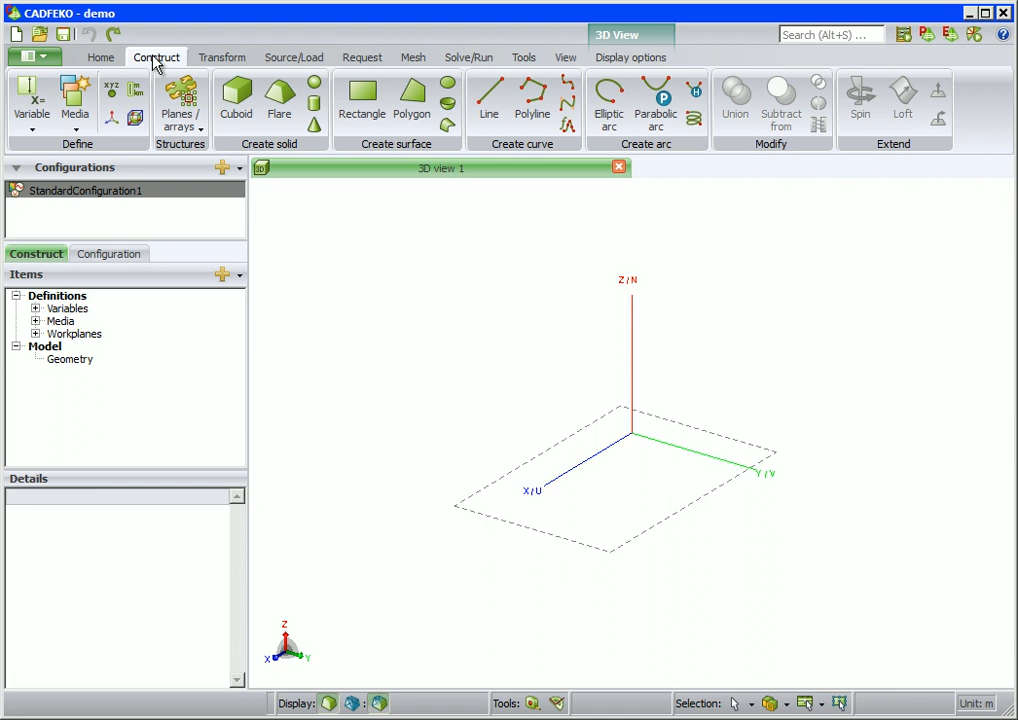 CADFEKO - demo
3D View
Search (Alt+S) ...
Home Construct Transform Source/Load Request Mesh Solve/Run Tools View Display options
Variable Media Planes / arrays Cuboid Flare Rectangle Polygon Line Polyline Elliptic arc Parabolic arc Union Subtract from Spin Loft
Define Structures Create solid Create surface Create curve Create arc Modify Extend
Configurations
3D view 1
StandardConfiguration1
Construct Configuration
Items
Definitions
Variables
Media
Workplanes
Model
Geometry
Z/N
X/U
Y/V
Details
Z
X
Y
Display: Tools: Selection: Unit: m